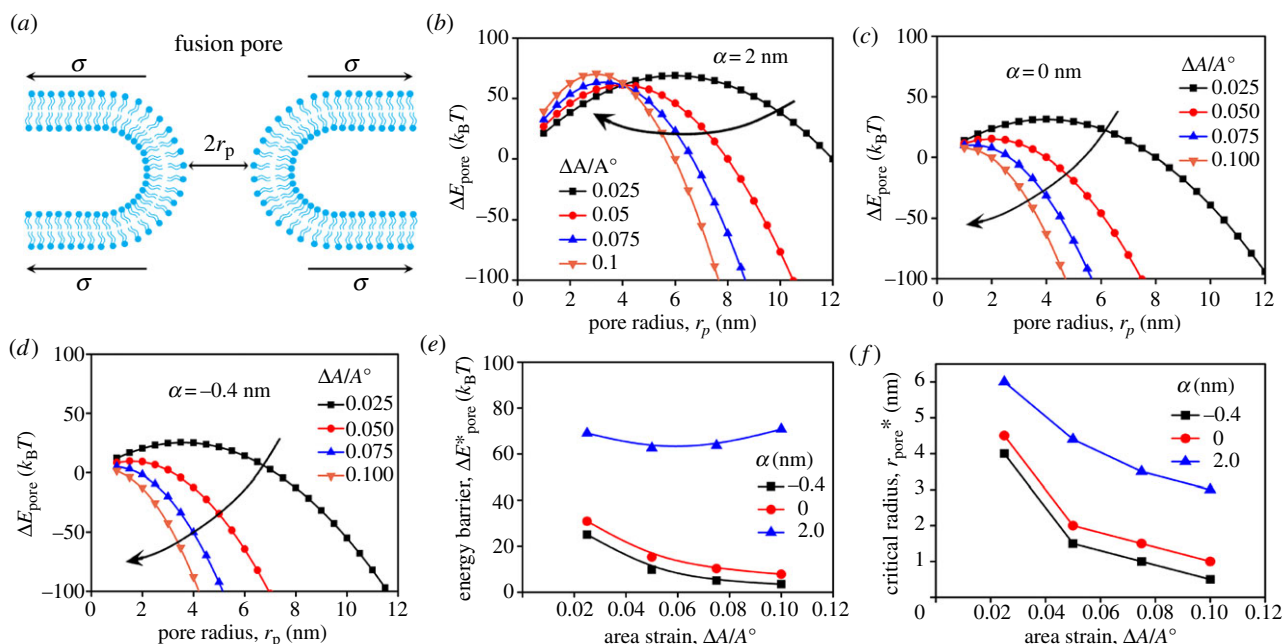 (a)
fusion pore
σ
σ
2rp
σ
σ
(b)
100
50
0
−50
−100
ΔEpore (kBT)
α = 2 nm
ΔA/A°
0.025
0.05
0.075
0.1
0 2 4 6 8 10 12
pore radius, rp (nm)
(c)
100
50
0
−50
−100
ΔEpore (kBT)
α = 0 nm
ΔA/A°
0.025
0.050
0.075
0.100
0 2 4 6 8 10 12
pore radius, rp (nm)
(d)
100
50
0
−50
−100
ΔEpore (kBT)
α = −0.4 nm
ΔA/A°
0.025
0.050
0.075
0.100
0 2 4 6 8 10 12
pore radius, rp (nm)
(e)
100
80
60
40
20
0
energy barrier, ΔE*pore (kBT)
α (nm)
−0.4
0
2.0
0.02 0.04 0.06 0.08 0.10 0.12
area strain, ΔA/A°
(f)
6
5
4
3
2
1
critical radius, rpore* (nm)
α (nm)
−0.4
0
2.0
0 0.02 0.04 0.06 0.08 0.10 0.12
area strain, ΔA/A°